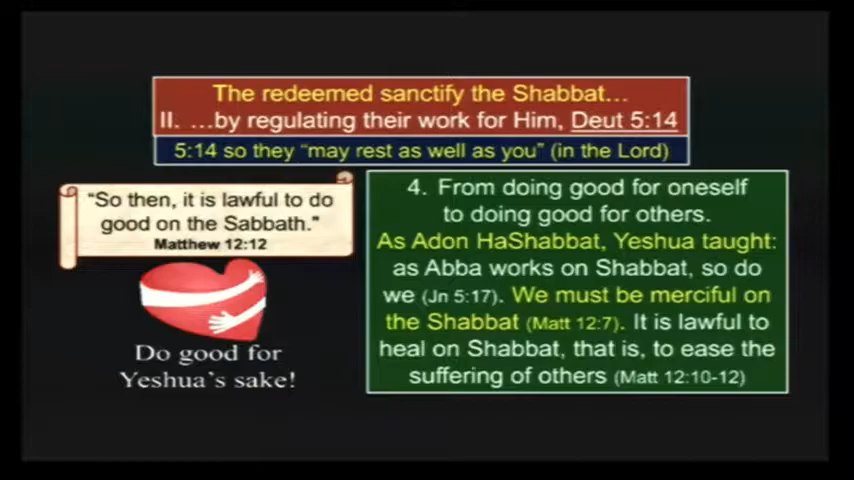 The redeemed sanctify the Shabbat...
II. ...by regulating their work for Him, Deut 5:14
5:14 so they "may rest as well as you" (in the Lord)
"So then, it is lawful to do
good on the Sabbath."
Matthew 12:12
Do good for
Yeshua's sake!
4. From doing good for oneself
to doing good for others.
As Adon HaShabbat, Yeshua taught:
as Abba works on Shabbat, so do
we (Jn 5:17). We must be merciful on
the Shabbat (Matt 12:7). It is lawful to
heal on Shabbat, that is, to ease the
suffering of others (Matt 12:10-12)